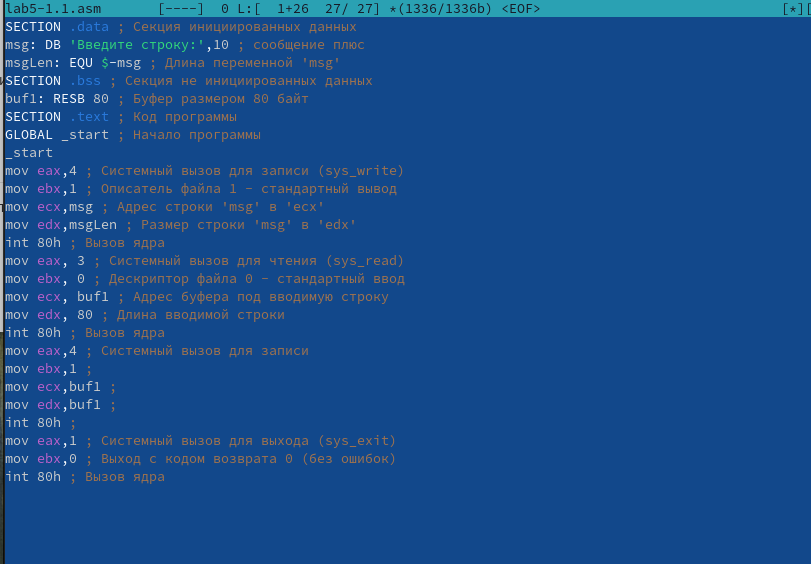 lab5-1.1.asm [----] 0 L:[ 1+26 27/ 27] *(1336/1336b) <EOF> [*][
SECTION .data ; Секция инициированных данных
msg: DB 'Введите строку:',10 ; сообщение плюс
msgLen: EQU $-msg ; Длина переменной 'msg'
SECTION .bss ; Секция не инициированных данных
buf1: RESB 80 ; Буфер размером 80 байт
SECTION .text ; Код программы
GLOBAL _start ; Начало программы
_start
mov eax,4 ; Системный вызов для записи (sys_write)
mov ebx,1 ; Описатель файла 1 - стандартный вывод
mov ecx,msg ; Адрес строки 'msg' в 'ecx'
mov edx,msgLen ; Размер строки 'msg' в 'edx'
int 80h ; Вызов ядра
mov eax, 3 ; Системный вызов для чтения (sys_read)
mov ebx, 0 ; Дескриптор файла 0 - стандартный ввод
mov ecx, buf1 ; Адрес буфера под вводимую строку
mov edx, 80 ; Длина вводимой строки
int 80h ; Вызов ядра
mov eax,4 ; Системный вызов для записи
mov ebx,1 ;
mov ecx,buf1 ;
mov edx,buf1 ;
int 80h ;
mov eax,1 ; Системный вызов для выхода (sys_exit)
mov ebx,0 ; Выход с кодом возврата 0 (без ошибок)
int 80h ; Вызов ядра